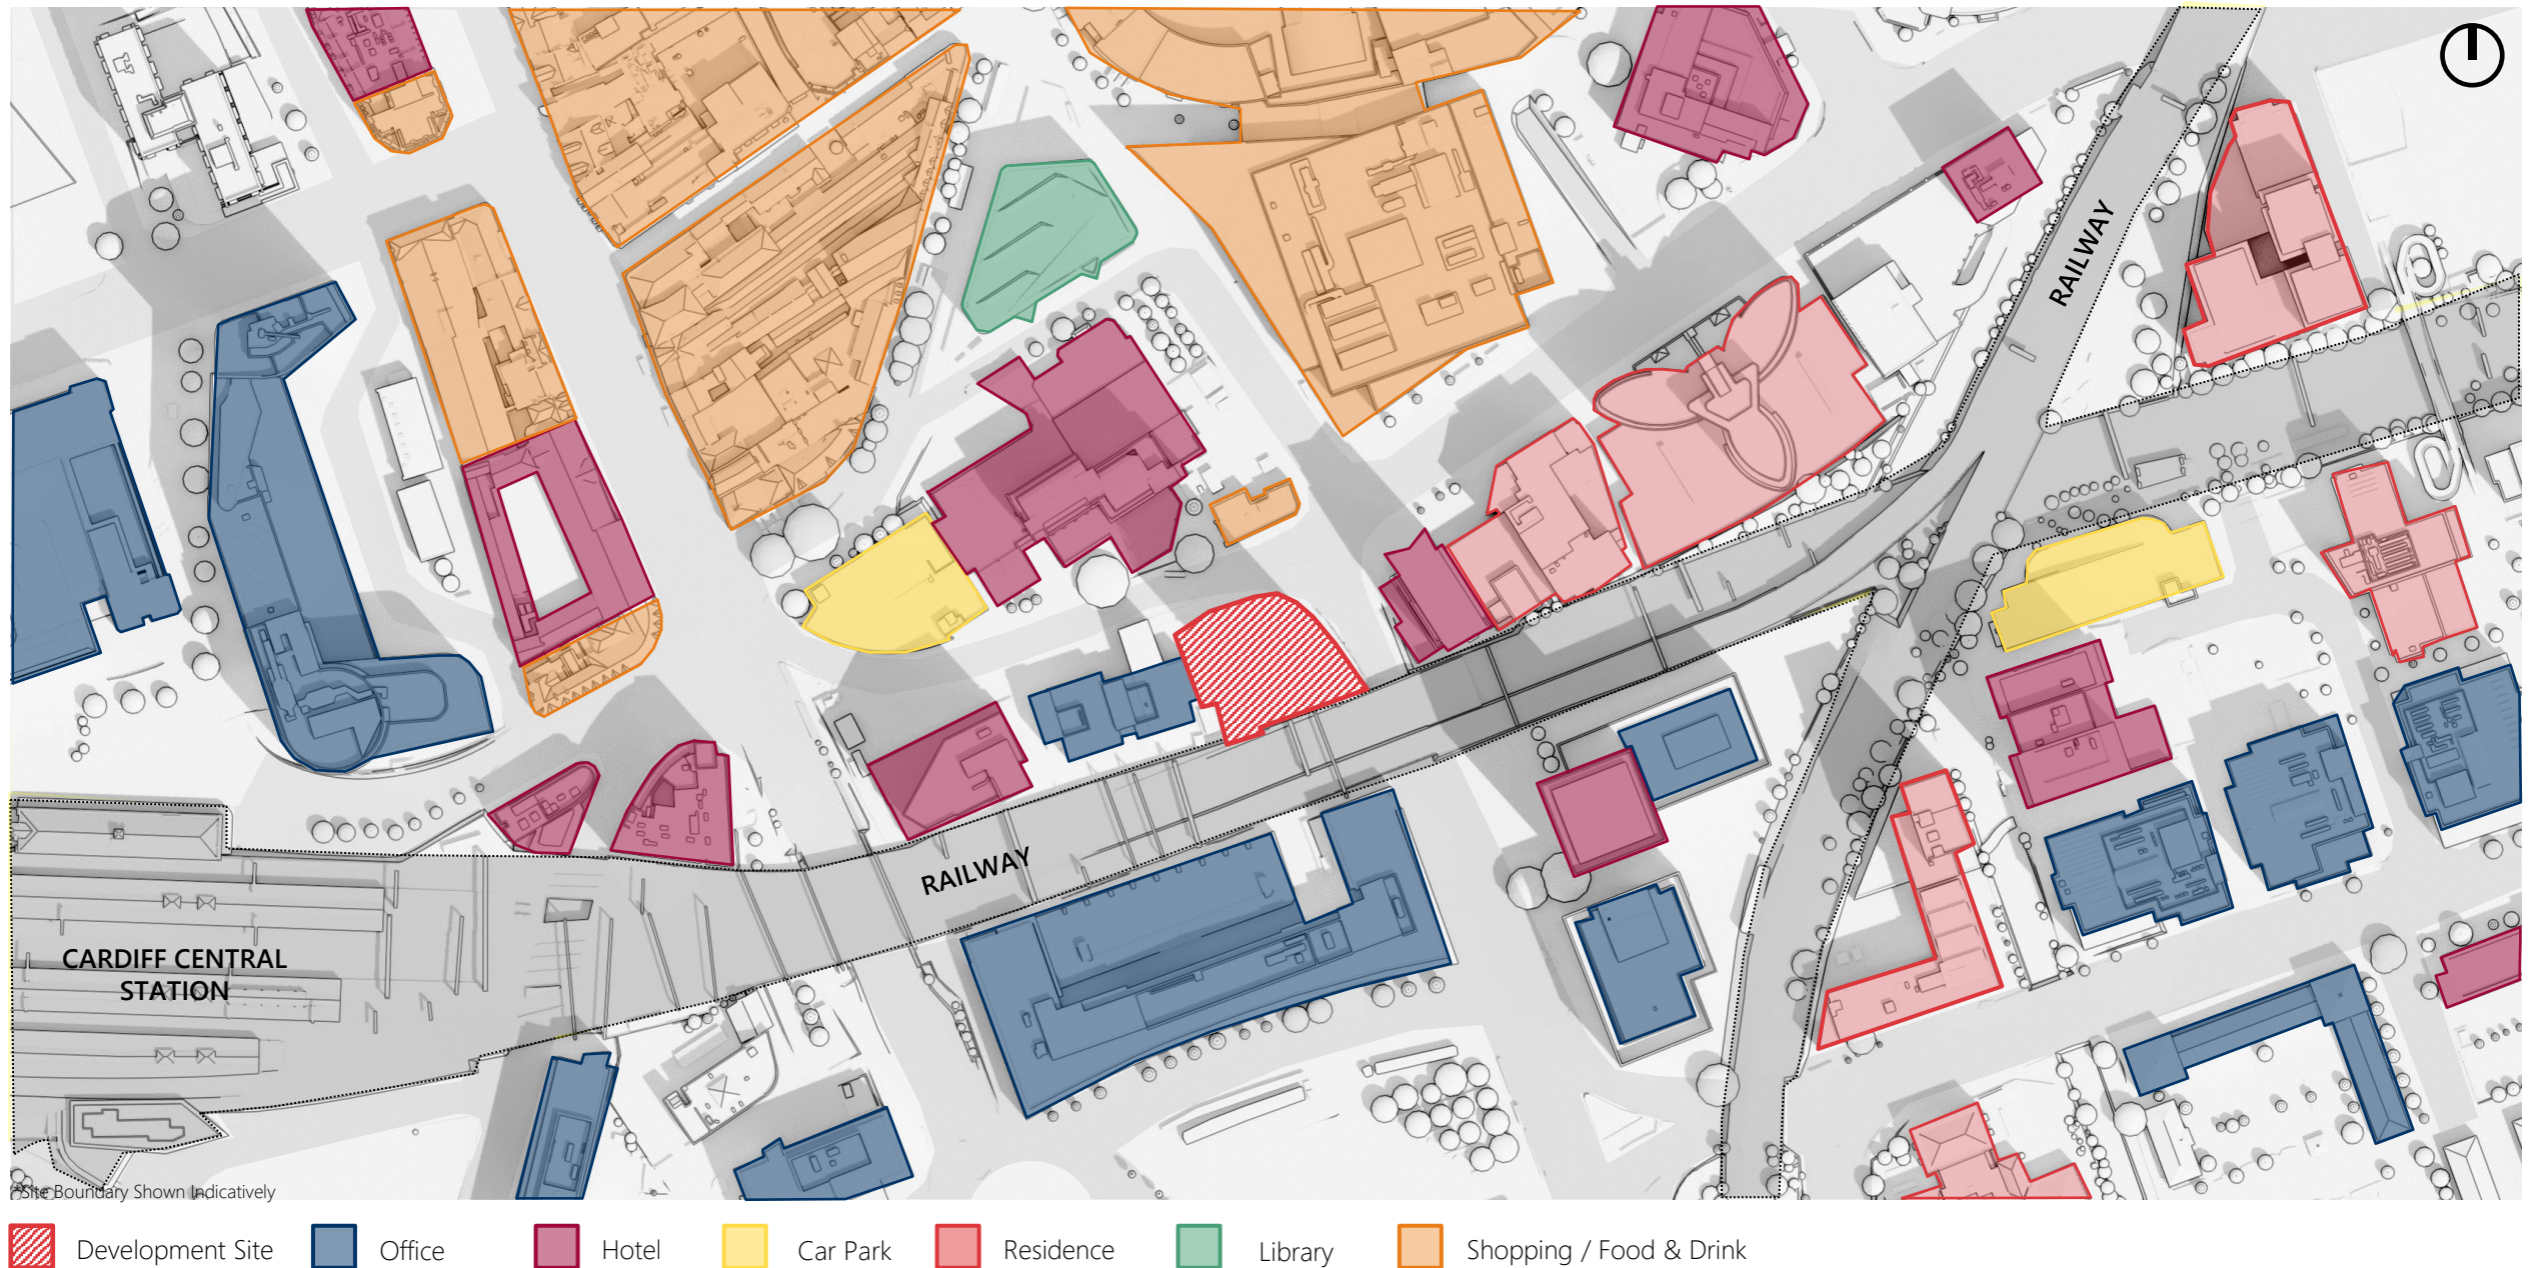 RAILWAY
RAILWAY
CARDIFF CENTRAL
STATION
*Site Boundary Shown Indicatively
Development Site
Office
Hotel
Car Park
Residence
Library
Shopping / Food & Drink